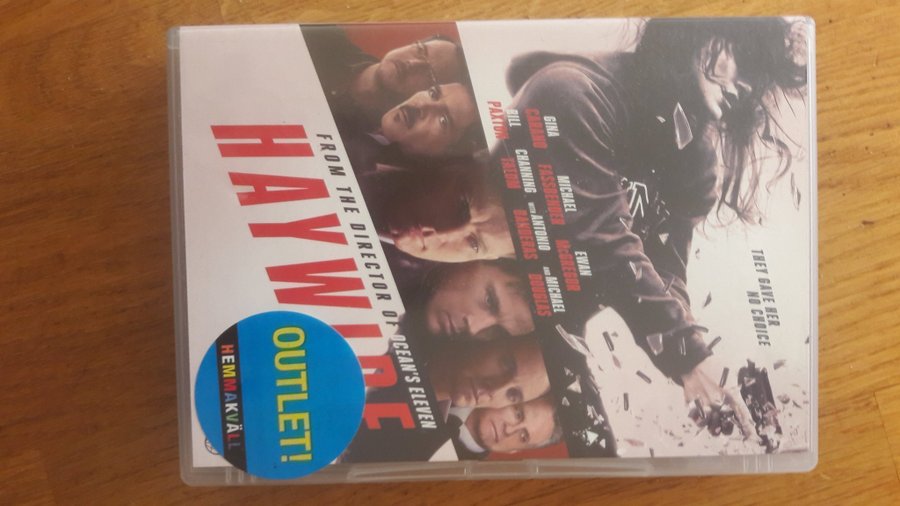 THEY GAVE HER
NO CHOICE
GINA MICHAEL EWAN
CARANO FASSBENDER McGREGOR
BILL CHANNING WITH ANTONIO AND MICHAEL
PAXTON TATUM BANDERAS DOUGLAS
FROM THE DIRECTOR OF OCEAN'S ELEVEN
HAYWIRE
OUTLET!
HEMMAKVÄLL